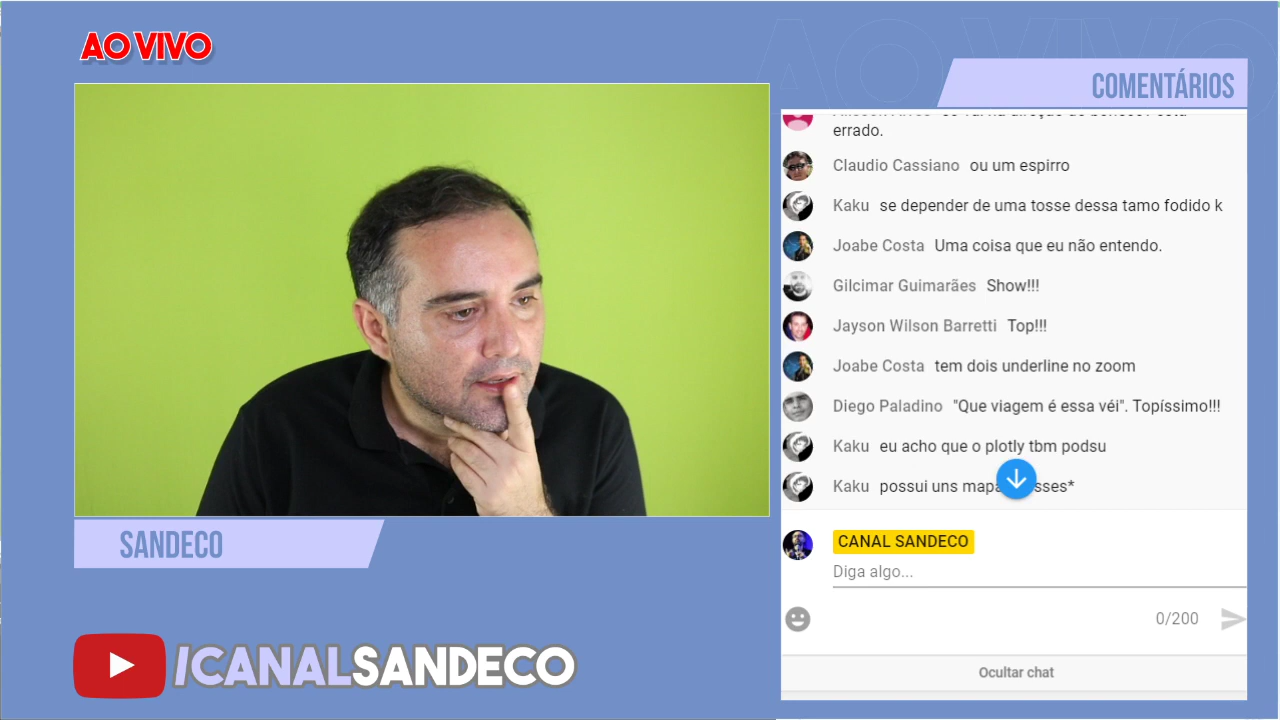 AO VIVO
COMENTÁRIOS
errado.
Claudio Cassiano ou um espirro
Kaku se depender de uma tosse dessa tamo fodido k
Joabe Costa Uma coisa que eu não entendo.
Gilcimar Guimarães Show!!!
Jayson Wilson Barretti Top!!!
Joabe Costa tem dois underline no zoom
Diego Paladino "Que viagem é essa véi". Topíssimo!!!
Kaku eu acho que o plotly tbm podsu
Kaku possui uns
CANAL SANDECO
Diga algo...
0/200
Ocultar chat
SANDECO
/CANALSANDECO